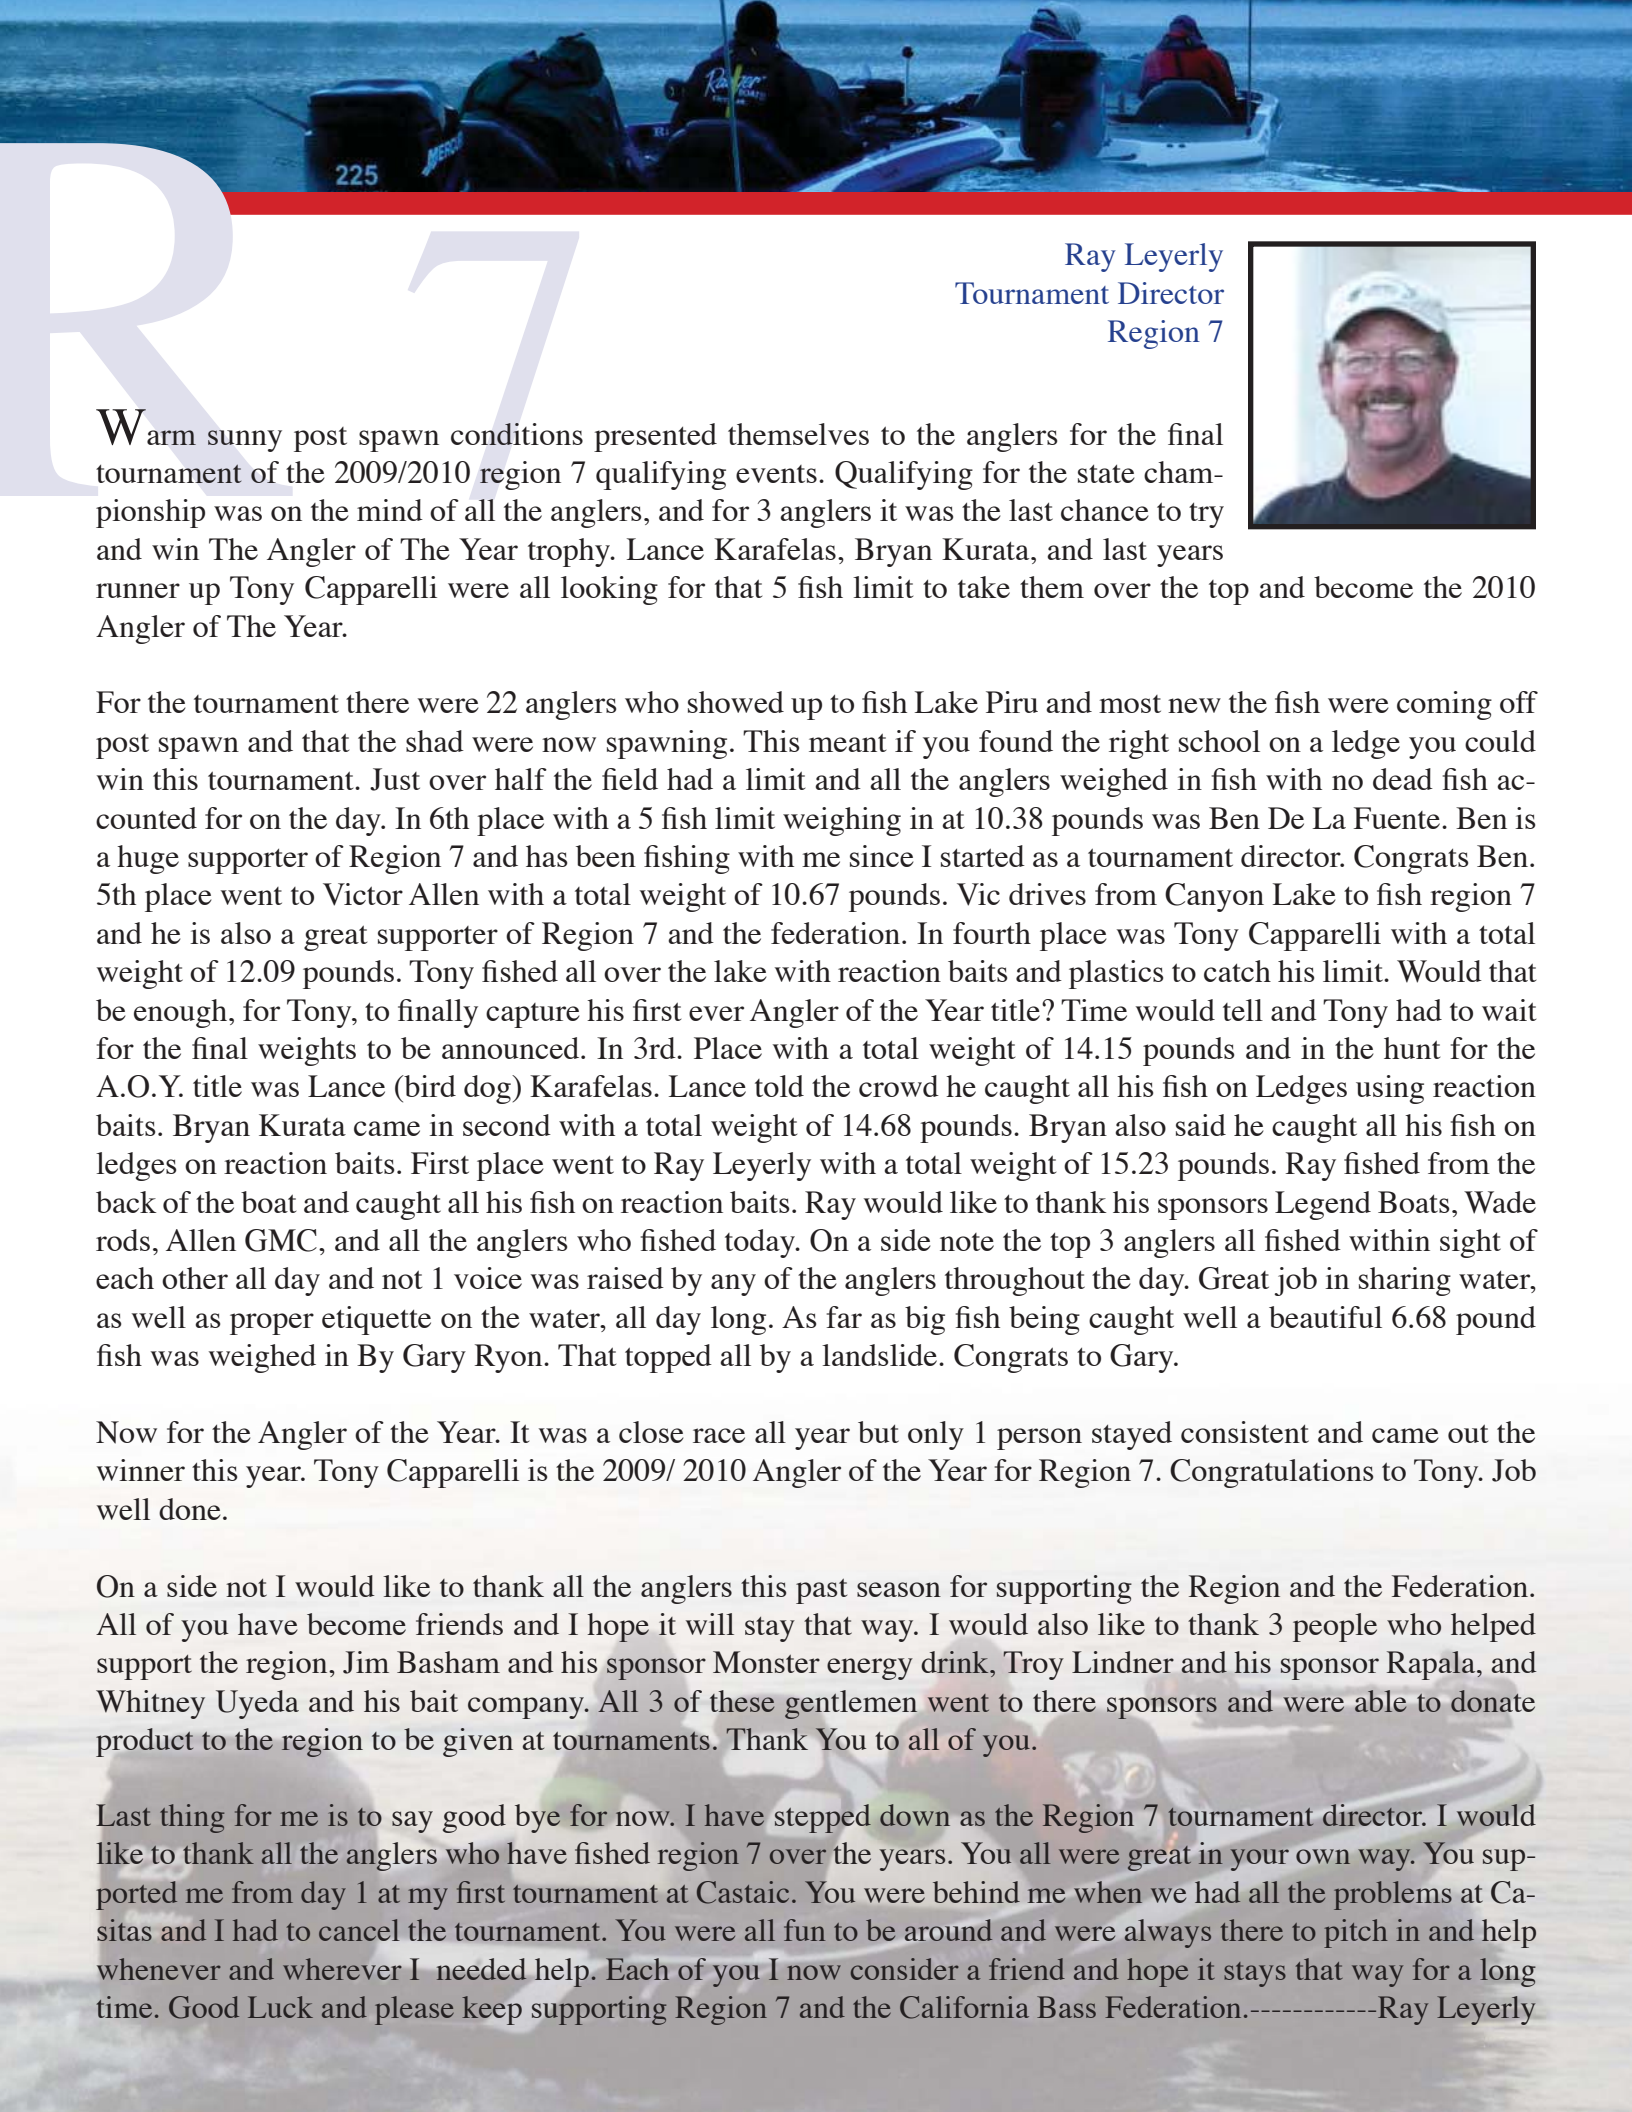 Ranger
BOATS
MERCURY
225
R 7
Ray Leyerly
Tournament Director
Region 7
Warm sunny post spawn conditions presented themselves to the anglers for the final
tournament of the 2009/2010 region 7 qualifying events. Qualifying for the state cham-
pionship was on the mind of all the anglers, and for 3 anglers it was the last chance to try
and win The Angler of The Year trophy. Lance Karafelas, Bryan Kurata, and last years
runner up Tony Capparelli were all looking for that 5 fish limit to take them over the top and become the 2010
Angler of The Year.
For the tournament there were 22 anglers who showed up to fish Lake Piru and most new the fish were coming off
post spawn and that the shad were now spawning. This meant if you found the right school on a ledge you could
win this tournament. Just over half the field had a limit and all the anglers weighed in fish with no dead fish ac-
counted for on the day. In 6th place with a 5 fish limit weighing in at 10.38 pounds was Ben De La Fuente. Ben is
a huge supporter of Region 7 and has been fishing with me since I started as a tournament director. Congrats Ben.
5th place went to Victor Allen with a total weight of 10.67 pounds. Vic drives from Canyon Lake to fish region 7
and he is also a great supporter of Region 7 and the federation. In fourth place was Tony Capparelli with a total
weight of 12.09 pounds. Tony fished all over the lake with reaction baits and plastics to catch his limit. Would that
be enough, for Tony, to finally capture his first ever Angler of the Year title? Time would tell and Tony had to wait
for the final weights to be announced. In 3rd. Place with a total weight of 14.15 pounds and in the hunt for the
A.O.Y. title was Lance (bird dog) Karafelas. Lance told the crowd he caught all his fish on Ledges using reaction
baits. Bryan Kurata came in second with a total weight of 14.68 pounds. Bryan also said he caught all his fish on
ledges on reaction baits. First place went to Ray Leyerly with a total weight of 15.23 pounds. Ray fished from the
back of the boat and caught all his fish on reaction baits. Ray would like to thank his sponsors Legend Boats, Wade
rods, Allen GMC, and all the anglers who fished today. On a side note the top 3 anglers all fished within sight of
each other all day and not 1 voice was raised by any of the anglers throughout the day. Great job in sharing water,
as well as proper etiquette on the water, all day long. As far as big fish being caught well a beautiful 6.68 pound
fish was weighed in By Gary Ryon. That topped all by a landslide. Congrats to Gary.
Now for the Angler of the Year. It was a close race all year but only 1 person stayed consistent and came out the
winner this year. Tony Capparelli is the 2009/ 2010 Angler of the Year for Region 7. Congratulations to Tony. Job
well done.
On a side not I would like to thank all the anglers this past season for supporting the Region and the Federation.
All of you have become friends and I hope it will stay that way. I would also like to thank 3 people who helped
support the region, Jim Basham and his sponsor Monster energy drink, Troy Lindner and his sponsor Rapala, and
Whitney Uyeda and his bait company. All 3 of these gentlemen went to there sponsors and were able to donate
product to the region to be given at tournaments. Thank You to all of you.
Last thing for me is to say good bye for now. I have stepped down as the Region 7 tournament director. I would
like to thank all the anglers who have fished region 7 over the years. You all were great in your own way. You sup-
ported me from day 1 at my first tournament at Castaic. You were behind me when we had all the problems at Ca-
sitas and I had to cancel the tournament. You were all fun to be around and were always there to pitch in and help
whenever and wherever I  needed help. Each of you I now consider a friend and hope it stays that way for a long
time. Good Luck and please keep supporting Region 7 and the California Bass Federation.------------Ray Leyerly